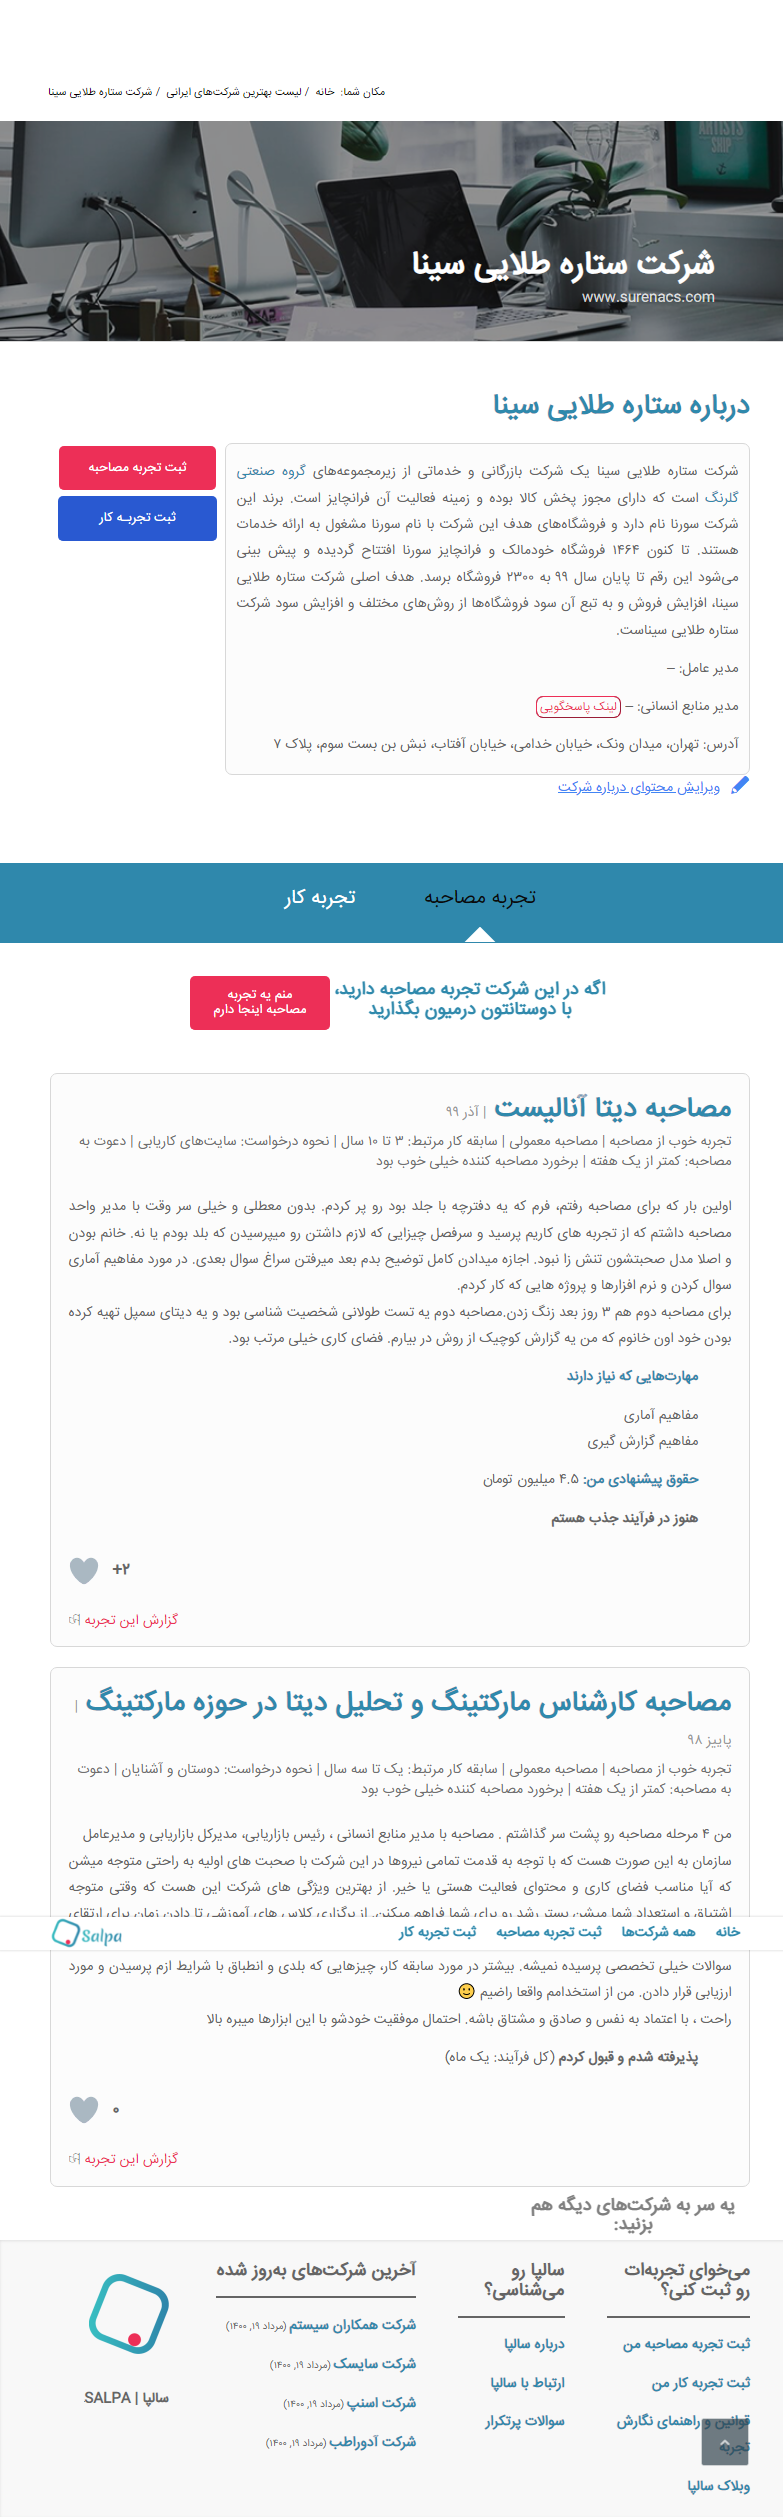 مکان شما: خانه / لیست بهترین شرکت‌های ایرانی / شرکت ستاره طلایی سینا
ARTISTS
SHIP
شرکت ستاره طلایی سینا
www.surenacs.com
درباره ستاره طلایی سینا
ثبت تجربه مصاحبه
ثبت تجربـه کار
شرکت ستاره طلایی سینا یک شرکت بازرگانی و خدماتی از زیرمجموعه‌های گروه صنعتی
گلرنگ است که دارای مجوز پخش کالا بوده و زمینه فعالیت آن فرانچایز است. برند این
شرکت سورنا نام دارد و فروشگاه‌های هدف این شرکت با نام سورنا مشغول به ارائه خدمات
هستند. تا کنون ۱۴۶۴ فروشگاه خودمالک و فرانچایز سورنا افتتاح گردیده و پیش بینی
می‌شود این رقم تا پایان سال ۹۹ به ۲۳۰۰ فروشگاه برسد. هدف اصلی شرکت ستاره طلایی
سینا، افزایش فروش و به تبع آن سود فروشگاه‌ها از روش‌های مختلف و افزایش سود شرکت
ستاره طلایی سیناست.
مدیر عامل: –
مدیر منابع انسانی: – لینک پاسخگویی
آدرس: تهران، میدان ونک، خیابان خدامی، خیابان آفتاب، نبش بن بست سوم، پلاک ۷
ویرایش محتوای درباره شرکت
تجربه مصاحبه
تجربه کار
اگه در این شرکت تجربه مصاحبه دارید،
با دوستانتون درمیون بگذارید
منم یه تجربه
مصاحبه اینجا دارم
مصاحبه دیتا آنالیست | آذر ۹۹
تجربه خوب از مصاحبه | مصاحبه معمولی | سابقه کار مرتبط: ۳ تا ۱۰ سال | نحوه درخواست: سایت‌های کاریابی | دعوت به
مصاحبه: کمتر از یک هفته | برخورد مصاحبه کننده خیلی خوب بود
اولین بار که برای مصاحبه رفتم، فرم که یه دفترچه با جلد بود رو پر کردم. بدون معطلی و خیلی سر وقت با مدیر واحد
مصاحبه داشتم که از تجربه های کاریم پرسید و سرفصل چیزایی که لازم داشتن رو میپرسیدن که بلد بودم یا نه. خانم بودن
و اصلا مدل صحبتشون تنش زا نبود. اجازه میدادن کامل توضیح بدم بعد میرفتن سراغ سوال بعدی. در مورد مفاهیم آماری
سوال کردن و نرم افزارها و پروژه هایی که کار کردم.
برای مصاحبه دوم هم ۳ روز بعد زنگ زدن.مصاحبه دوم یه تست طولانی شخصیت شناسی بود و یه دیتای سمپل تهیه کرده
بودن خود اون خانوم که من یه گزارش کوچیک از روش در بیارم. فضای کاری خیلی مرتب بود.
مهارت‌هایی که نیاز دارند
مفاهیم آماری
مفاهیم گزارش گیری
حقوق پیشنهادی من: ۴.۵ میلیون تومان
هنوز در فرآیند جذب هستم
+۲
گزارش این تجربه
مصاحبه کارشناس مارکتینگ و تحلیل دیتا در حوزه مارکتینگ |
پاییز ۹۸
تجربه خوب از مصاحبه | مصاحبه معمولی | سابقه کار مرتبط: یک تا سه سال | نحوه درخواست: دوستان و آشنایان | دعوت
به مصاحبه: کمتر از یک هفته | برخورد مصاحبه کننده خیلی خوب بود
من ۴ مرحله مصاحبه رو پشت سر گذاشتم . مصاحبه با مدیر منابع انسانی ، رئیس بازاریابی، مدیرکل بازاریابی و مدیرعامل
سازمان به این صورت هست که با توجه به قدمت تمامی نیروها در این شرکت با صحبت های اولیه به راحتی متوجه میشن
که آیا مناسب فضای کاری و محتوای فعالیت هستی یا خیر. از بهترین ویژگی های شرکت این هست که وقتی متوجه
اشتیاق و استعداد شما میشن بستر رشد رو برای شما فراهم میکنن. از برگزاری کلاس های آموزشی تا دادن زمان برای ارتقای
خانه
همه شرکت‌ها
ثبت تجربه مصاحبه
ثبت تجربه کار
Salpa
سوالات خیلی تخصصی پرسیده نمیشه. بیشتر در مورد سابقه کار، چیزهایی که بلدی و انطباق با شرایط ازم پرسیدن و مورد
ارزیابی قرار دادن. من از استخدامم واقعا راضیم 🙂
راحت ، با اعتماد به نفس و صادق و مشتاق باشه. احتمال موفقیت خودشو با این ابزارها میبره بالا
پذیرفته شدم و قبول کردم (کل فرآیند: یک ماه)
۰
گزارش این تجربه
یه سر به شرکت‌های دیگه هم
بزنید:
می‌خوای تجربه‌ات
رو ثبت کنی؟
ثبت تجربه مصاحبه من
ثبت تجربه کار من
قوانین و راهنمای نگارش
تجربه
وبلاک سالپا
سالپا رو
می‌شناسی؟
درباره سالپا
ارتباط با سالپا
سوالات پرتکرار
آخرین شرکت‌های به‌روز شده
شرکت همکاران سیستم (مرداد ۱۹, ۱۴۰۰)
شرکت سایسک (مرداد ۱۹, ۱۴۰۰)
شرکت اسنپ (مرداد ۱۹, ۱۴۰۰)
شرکت آدوراطب (مرداد ۱۹, ۱۴۰۰)
سالپا | SALPA